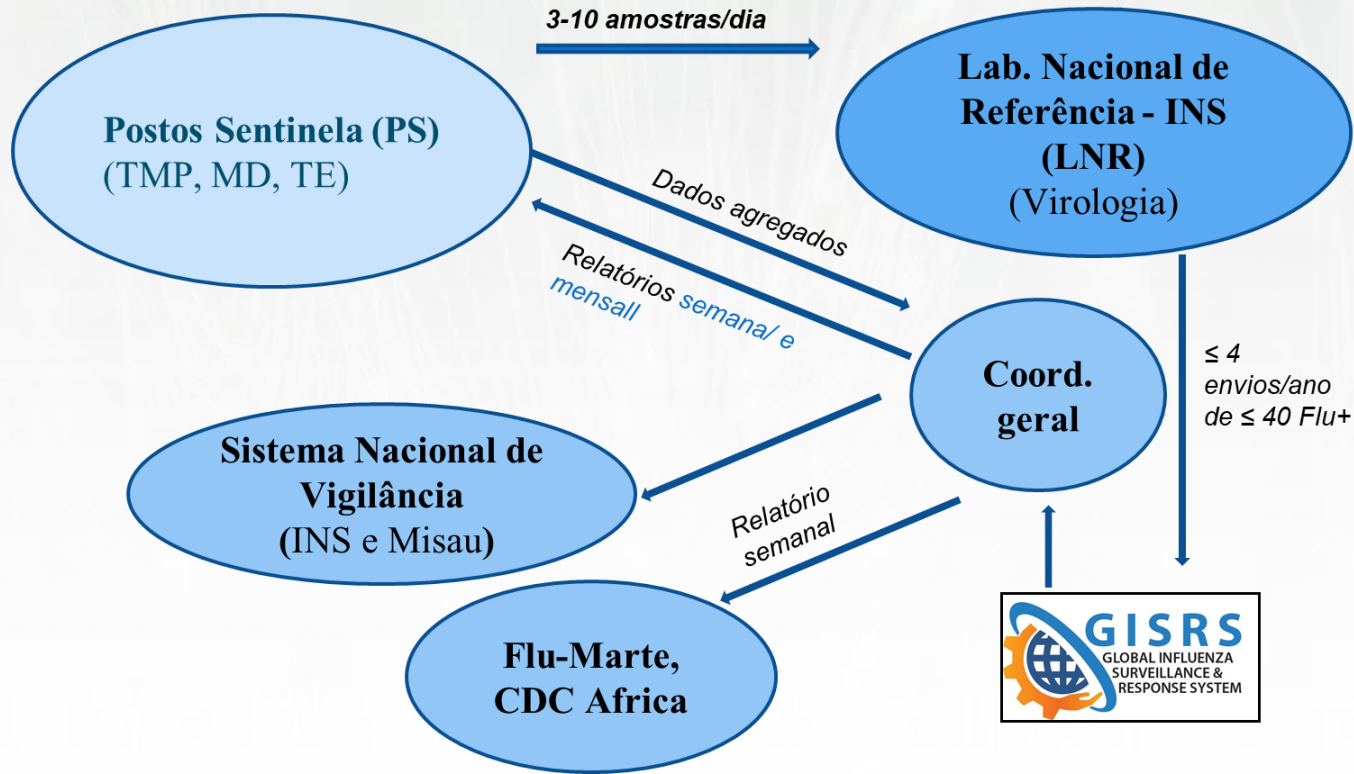 3-10 amostras/dia
Postos Sentinela (PS)
(TMP, MD, TE)
Lab. Nacional de
Referência - INS
(LNR)
(Virologia)
Dados agregados
Relatórios semana/ e
mensall
Coord.
geral
≤ 4
envios/ano
de ≤ 40 Flu+
Sistema Nacional de
Vigilância
(INS e Misau)
Relatório
semanal
Flu-Marte,
CDC Africa
GISRS
GLOBAL INFLUENZA
SURVEILLANCE &
RESPONSE SYSTEM